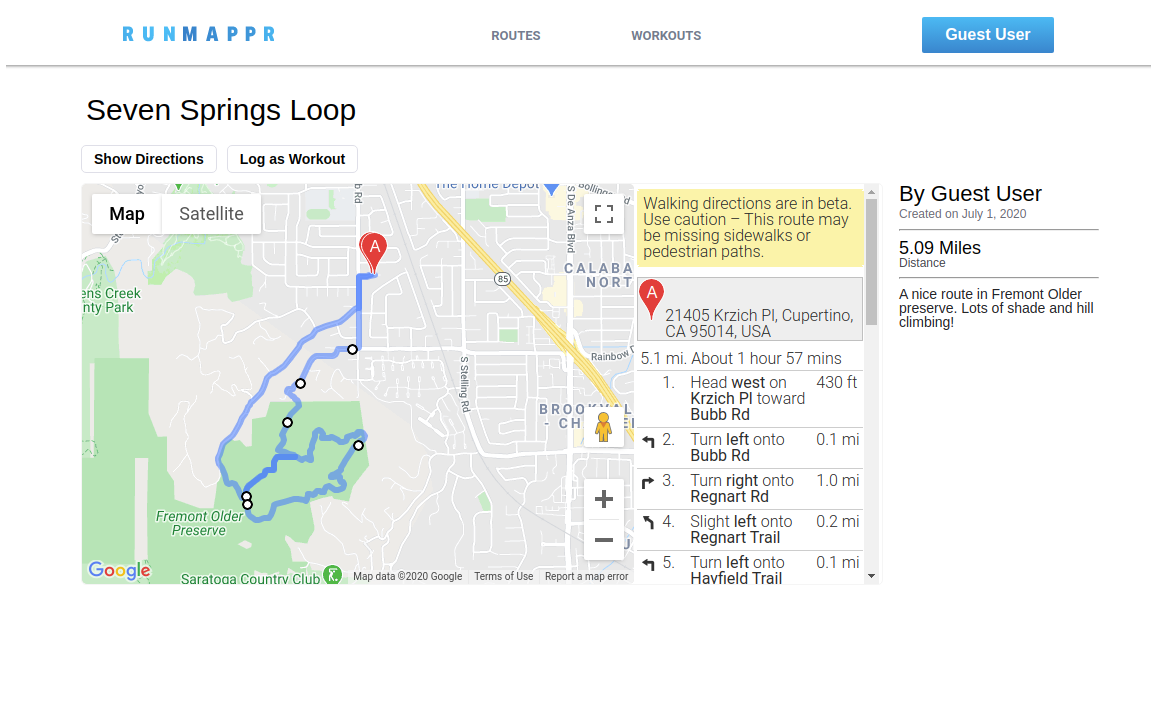 RUNMAPPR
ROUTES
WORKOUTS
Guest User
Seven Springs Loop
Show Directions
Log as Workout
Map
Satellite
b Rd
The Home Depot
S De Anza Blvd
Bollinge
A
85
CALABA
NORT
ens Creek
nty Park
Rainbow D
S Stelling Rd
BROOKVAL
- CH
Fremont Older
Preserve
Saratoga Country Club
Google
Map data ©2020 Google
Terms of Use
Report a map error
Walking directions are in beta.
Use caution – This route may
be missing sidewalks or
pedestrian paths.
A
21405 Krzich Pl, Cupertino,
CA 95014, USA
5.1 mi. About 1 hour 57 mins
1. Head west on 430 ft
Krzich Pl toward
Bubb Rd
2. Turn left onto 0.1 mi
Bubb Rd
3. Turn right onto 1.0 mi
Regnart Rd
4. Slight left onto 0.2 mi
Regnart Trail
5. Turn left onto 0.1 mi
Hayfield Trail
By Guest User
Created on July 1, 2020
5.09 Miles
Distance
A nice route in Fremont Older
preserve. Lots of shade and hill
climbing!